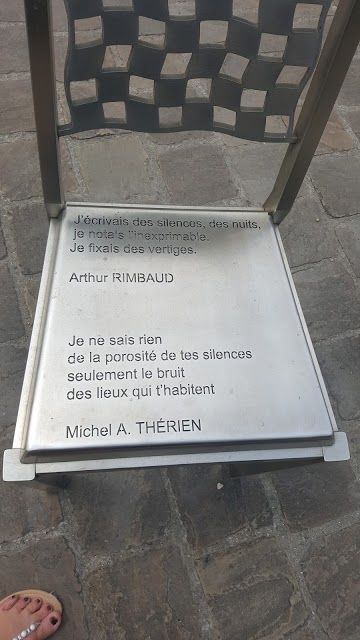 J'écrivais des silences, des nuits,
je notais l'inexprimable.
Je fixais des vertiges.
Arthur RIMBAUD
Je ne sais rien
de la porosité de tes silences
seulement le bruit
des lieux qui t'habitent
Michel A. THÉRIEN